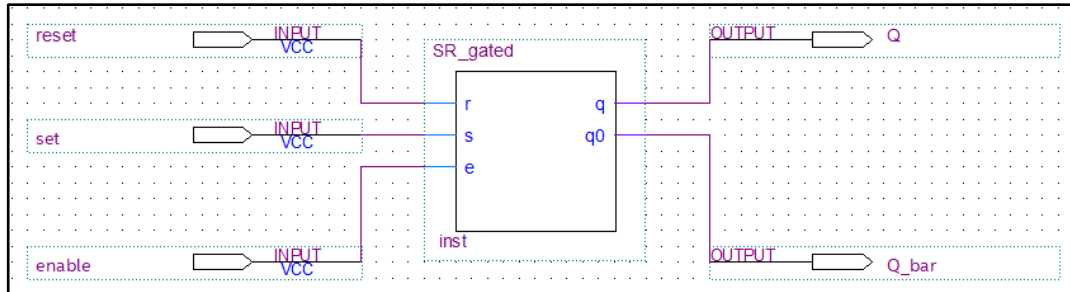 reset INPUT VCC
SR_gated
OUTPUT Q
r q
set INPUT VCC
s q0
e
inst
enable INPUT VCC
OUTPUT Q_bar